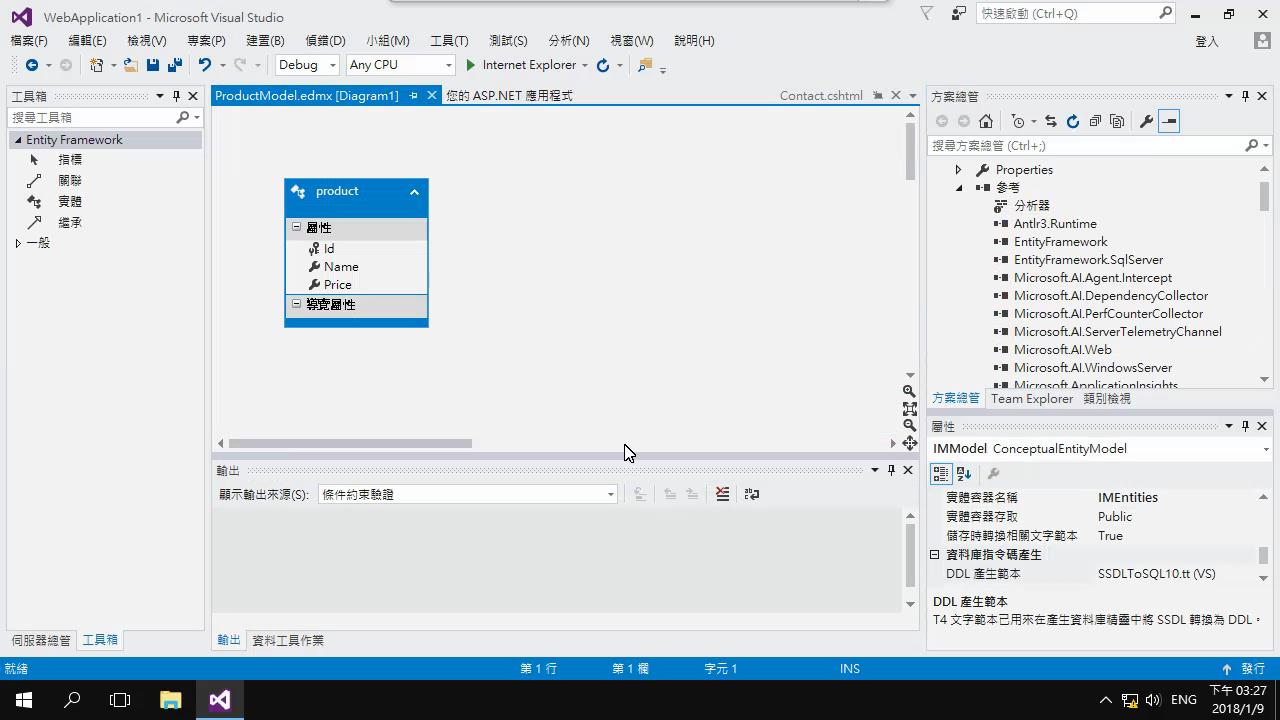 WebApplication1 - Microsoft Visual Studio
快速啟動 (Ctrl+Q)
檔案(F) 編輯(E) 檢視(V) 專案(P) 建置(B) 偵錯(D) 小組(M) 工具(T) 測試(S) 分析(N) 視窗(W) 說明(H)
登入
Debug Any CPU Internet Explorer
工具箱
搜尋工具箱
Entity Framework
指標
關聯
實體
繼承
一般
伺服器總管 工具箱
ProductModel.edmx [Diagram1] 您的 ASP.NET 應用程式 Contact.cshtml
product
屬性
Id
Name
Price
導覽屬性
輸出
顯示輸出來源(S): 條件約束驗證
輸出 資料工具作業
方案總管
搜尋方案總管 (Ctrl+;)
Properties
參考
分析器
Antlr3.Runtime
EntityFramework
EntityFramework.SqlServer
Microsoft.AI.Agent.Intercept
Microsoft.AI.DependencyCollector
Microsoft.AI.PerfCounterCollector
Microsoft.AI.ServerTelemetryChannel
Microsoft.AI.Web
Microsoft.AI.WindowsServer
Microsoft.ApplicationInsights
方案總管 Team Explorer 類別檢視
屬性
IMModel ConceptualEntityModel
實體容器名稱 IMEntities
實體容器存取 Public
儲存時轉換相關文字範本 True
資料庫指令碼產生
DDL 產生範本 SSDLToSQL10.tt (VS)
DDL 產生範本
T4 文字範本已用來在產生資料庫精靈中將 SSDL 轉換為 DDL。
就緒 第 1 行 第 1 欄 字元 1 INS 發行
ENG
下午 03:27
2018/1/9